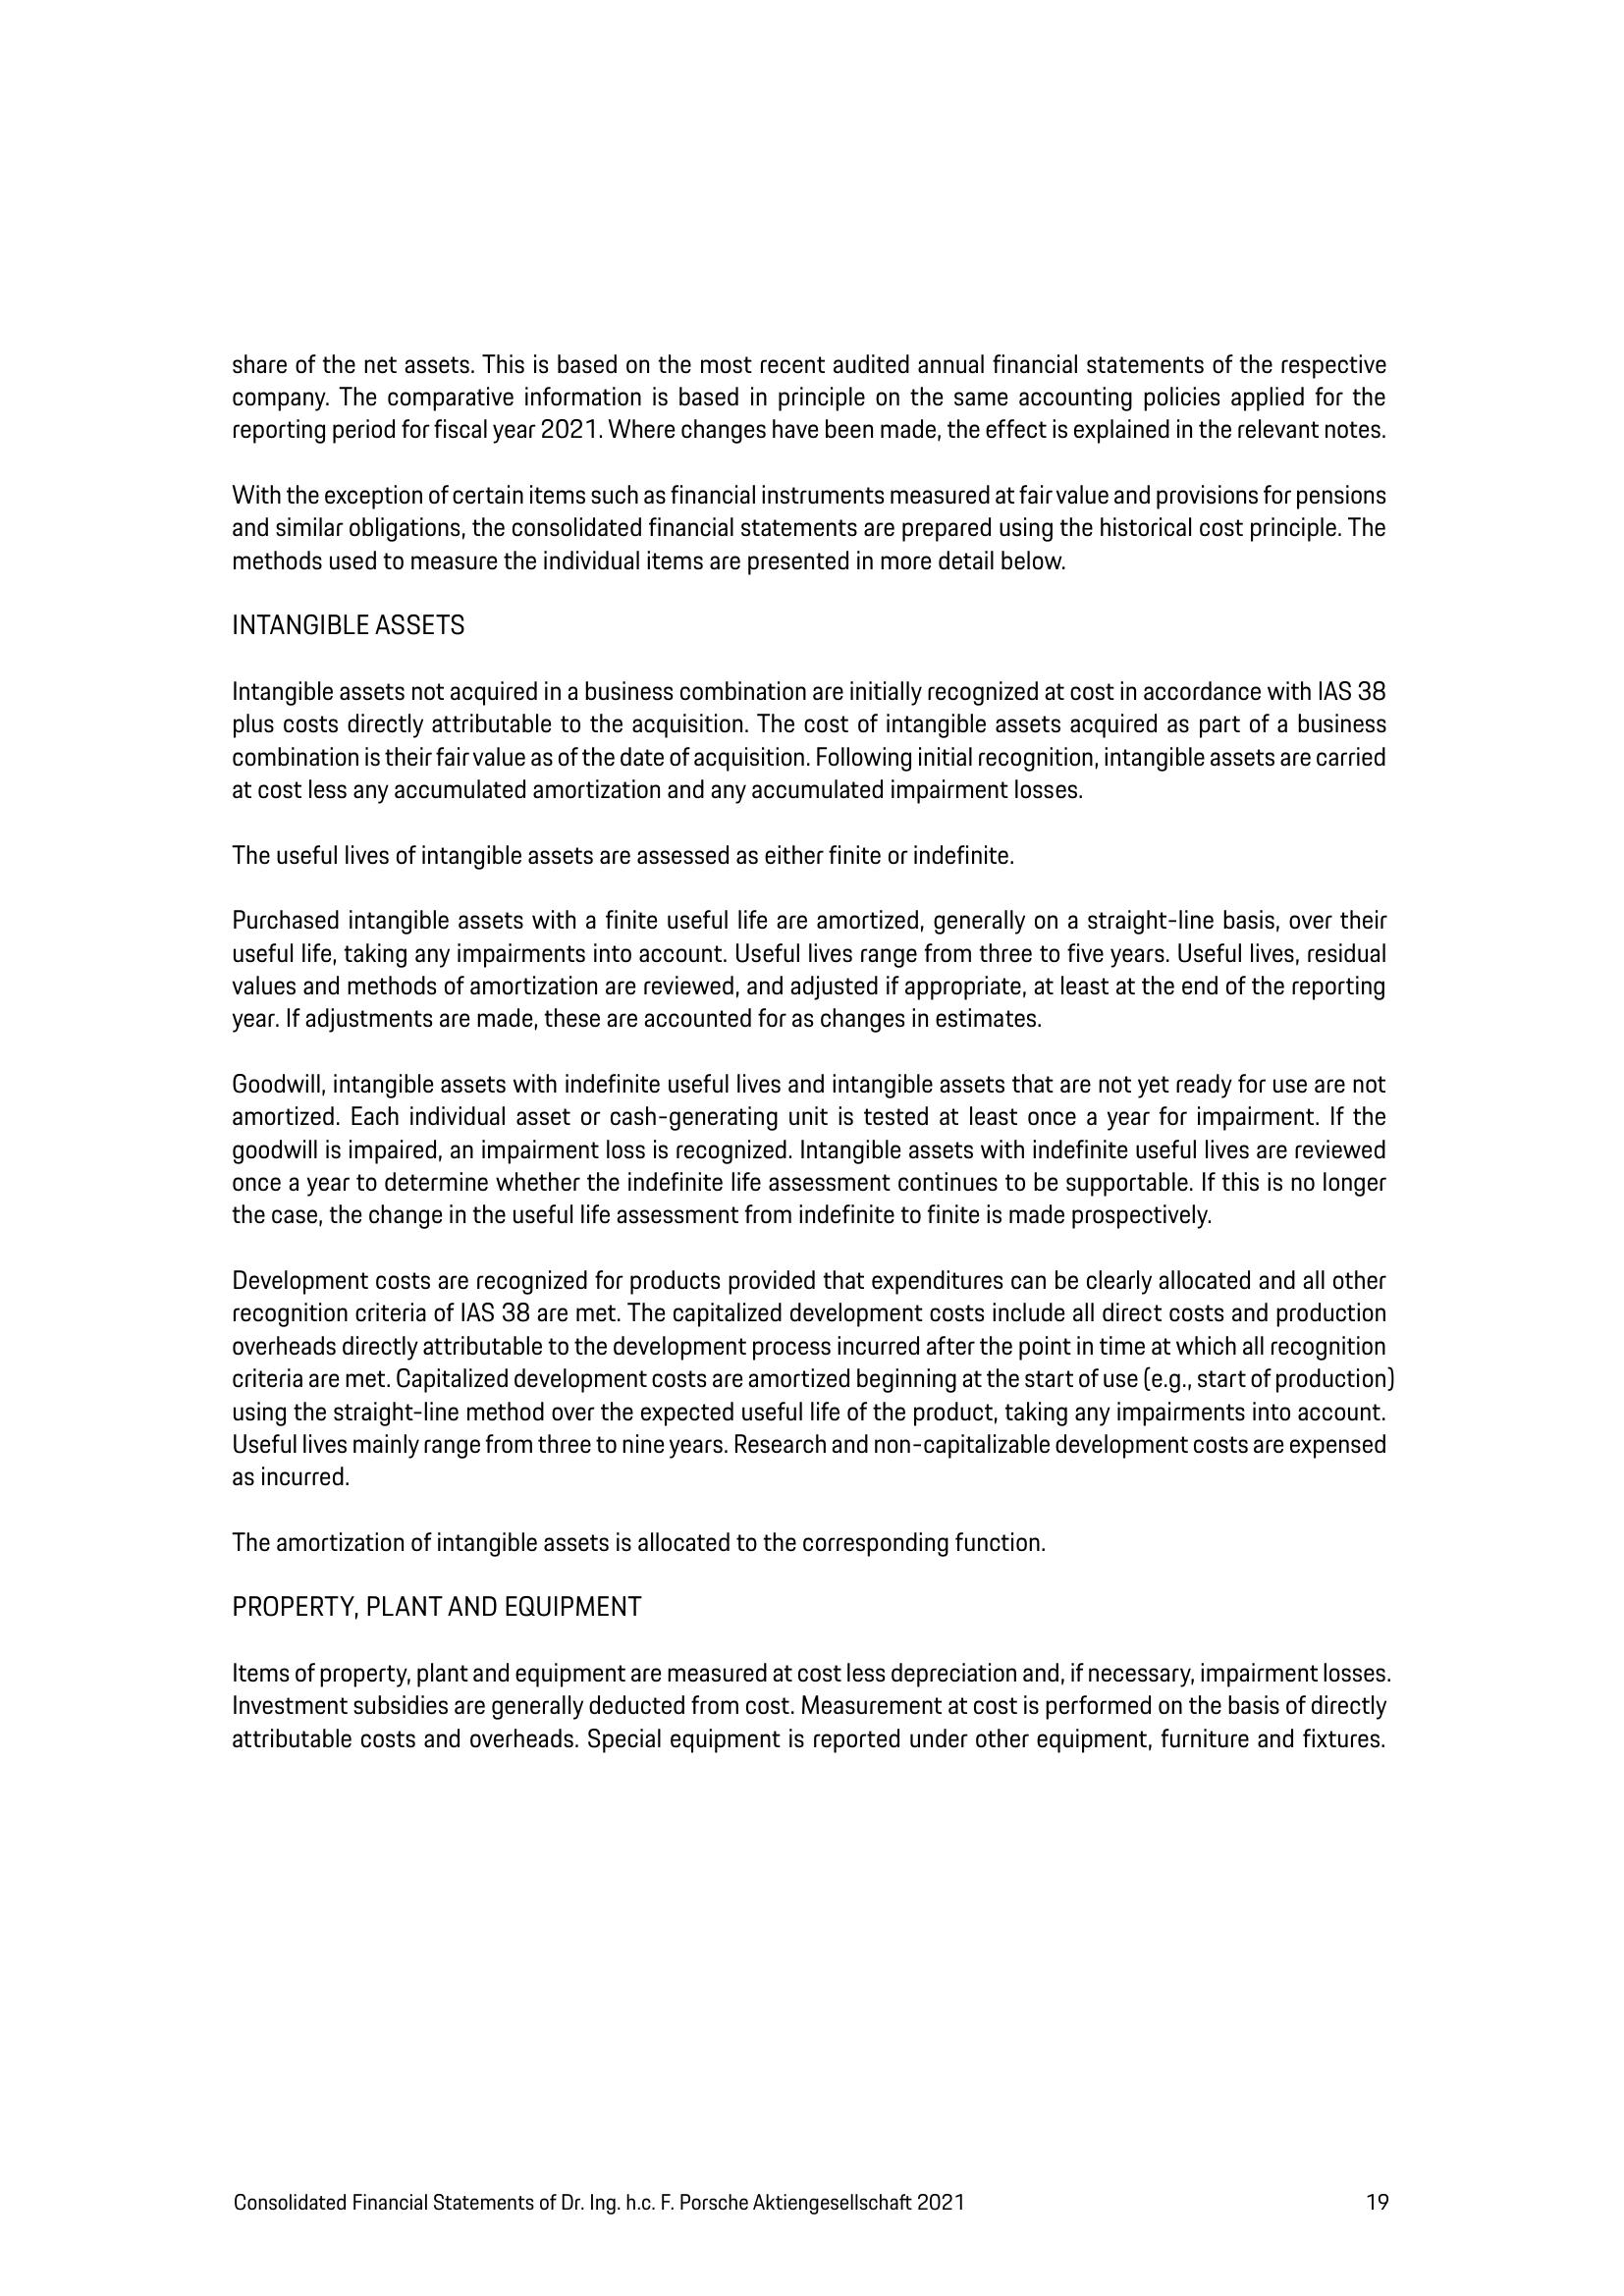 share of the net assets. This is based on the most recent audited annual financial statements of the respective
company. The comparative information is based in principle on the same accounting policies applied for the
reporting period for fiscal year 2021. Where changes have been made, the effect is explained in the relevant notes.
With the exception of certain items such as financial instruments measured at fair value and provisions for pensions
and similar obligations, the consolidated financial statements are prepared using the historical cost principle. The
methods used to measure the individual items are presented in more detail below.
INTANGIBLE ASSETS
Intangible assets not acquired in a business combination are initially recognized at cost in accordance with IAS 38
plus costs directly attributable to the acquisition. The cost of intangible assets acquired as part of a business
combination is their fair value as of the date of acquisition. Following initial recognition, intangible assets are carried
at cost less any accumulated amortization and any accumulated impairment losses.
The useful lives of intangible assets are assessed as either finite or indefinite.
Purchased intangible assets with a finite useful life are amortized, generally on a straight-line basis, over their
useful life, taking any impairments into account. Useful lives range from three to five years. Useful lives, residual
values and methods of amortization are reviewed, and adjusted if appropriate, at least at the end of the reporting
year. If adjustments are made, these are accounted for as changes in estimates.
Goodwill, intangible assets with indefinite useful lives and intangible assets that are not yet ready for use are not
amortized. Each individual asset or cash-generating unit is tested at least once a year for impairment. If the
goodwill is impaired, an impairment loss is recognized. Intangible assets with indefinite useful lives are reviewed
once a year to determine whether the indefinite life assessment continues to be supportable. If this is no longer
the case, the change in the useful life assessment from indefinite to finite is made prospectively.
Development costs are recognized for products provided that expenditures can be clearly allocated and all other
recognition criteria of IAS 38 are met. The capitalized development costs include all direct costs and production
overheads directly attributable to the development process incurred after the point in time at which all recognition
criteria are met. Capitalized development costs are amortized beginning at the start of use (e.g., start of production)
using the straight-line method over the expected useful life of the product, taking any impairments into account.
Useful lives mainly range from three to nine years. Research and non-capitalizable development costs are expensed
as incurred.
The amortization of intangible assets is allocated to the corresponding function.
PROPERTY, PLANT AND EQUIPMENT
Items of property, plant and equipment are measured at cost less depreciation and, if necessary, impairment losses.
Investment subsidies are generally deducted from cost. Measurement at cost is performed on the basis of directly
attributable costs and overheads. Special equipment is reported under other equipment, furniture and fixtures.
Consolidated Financial Statements of Dr. Ing. h.c. F. Porsche Aktiengesellschaft 2021 19